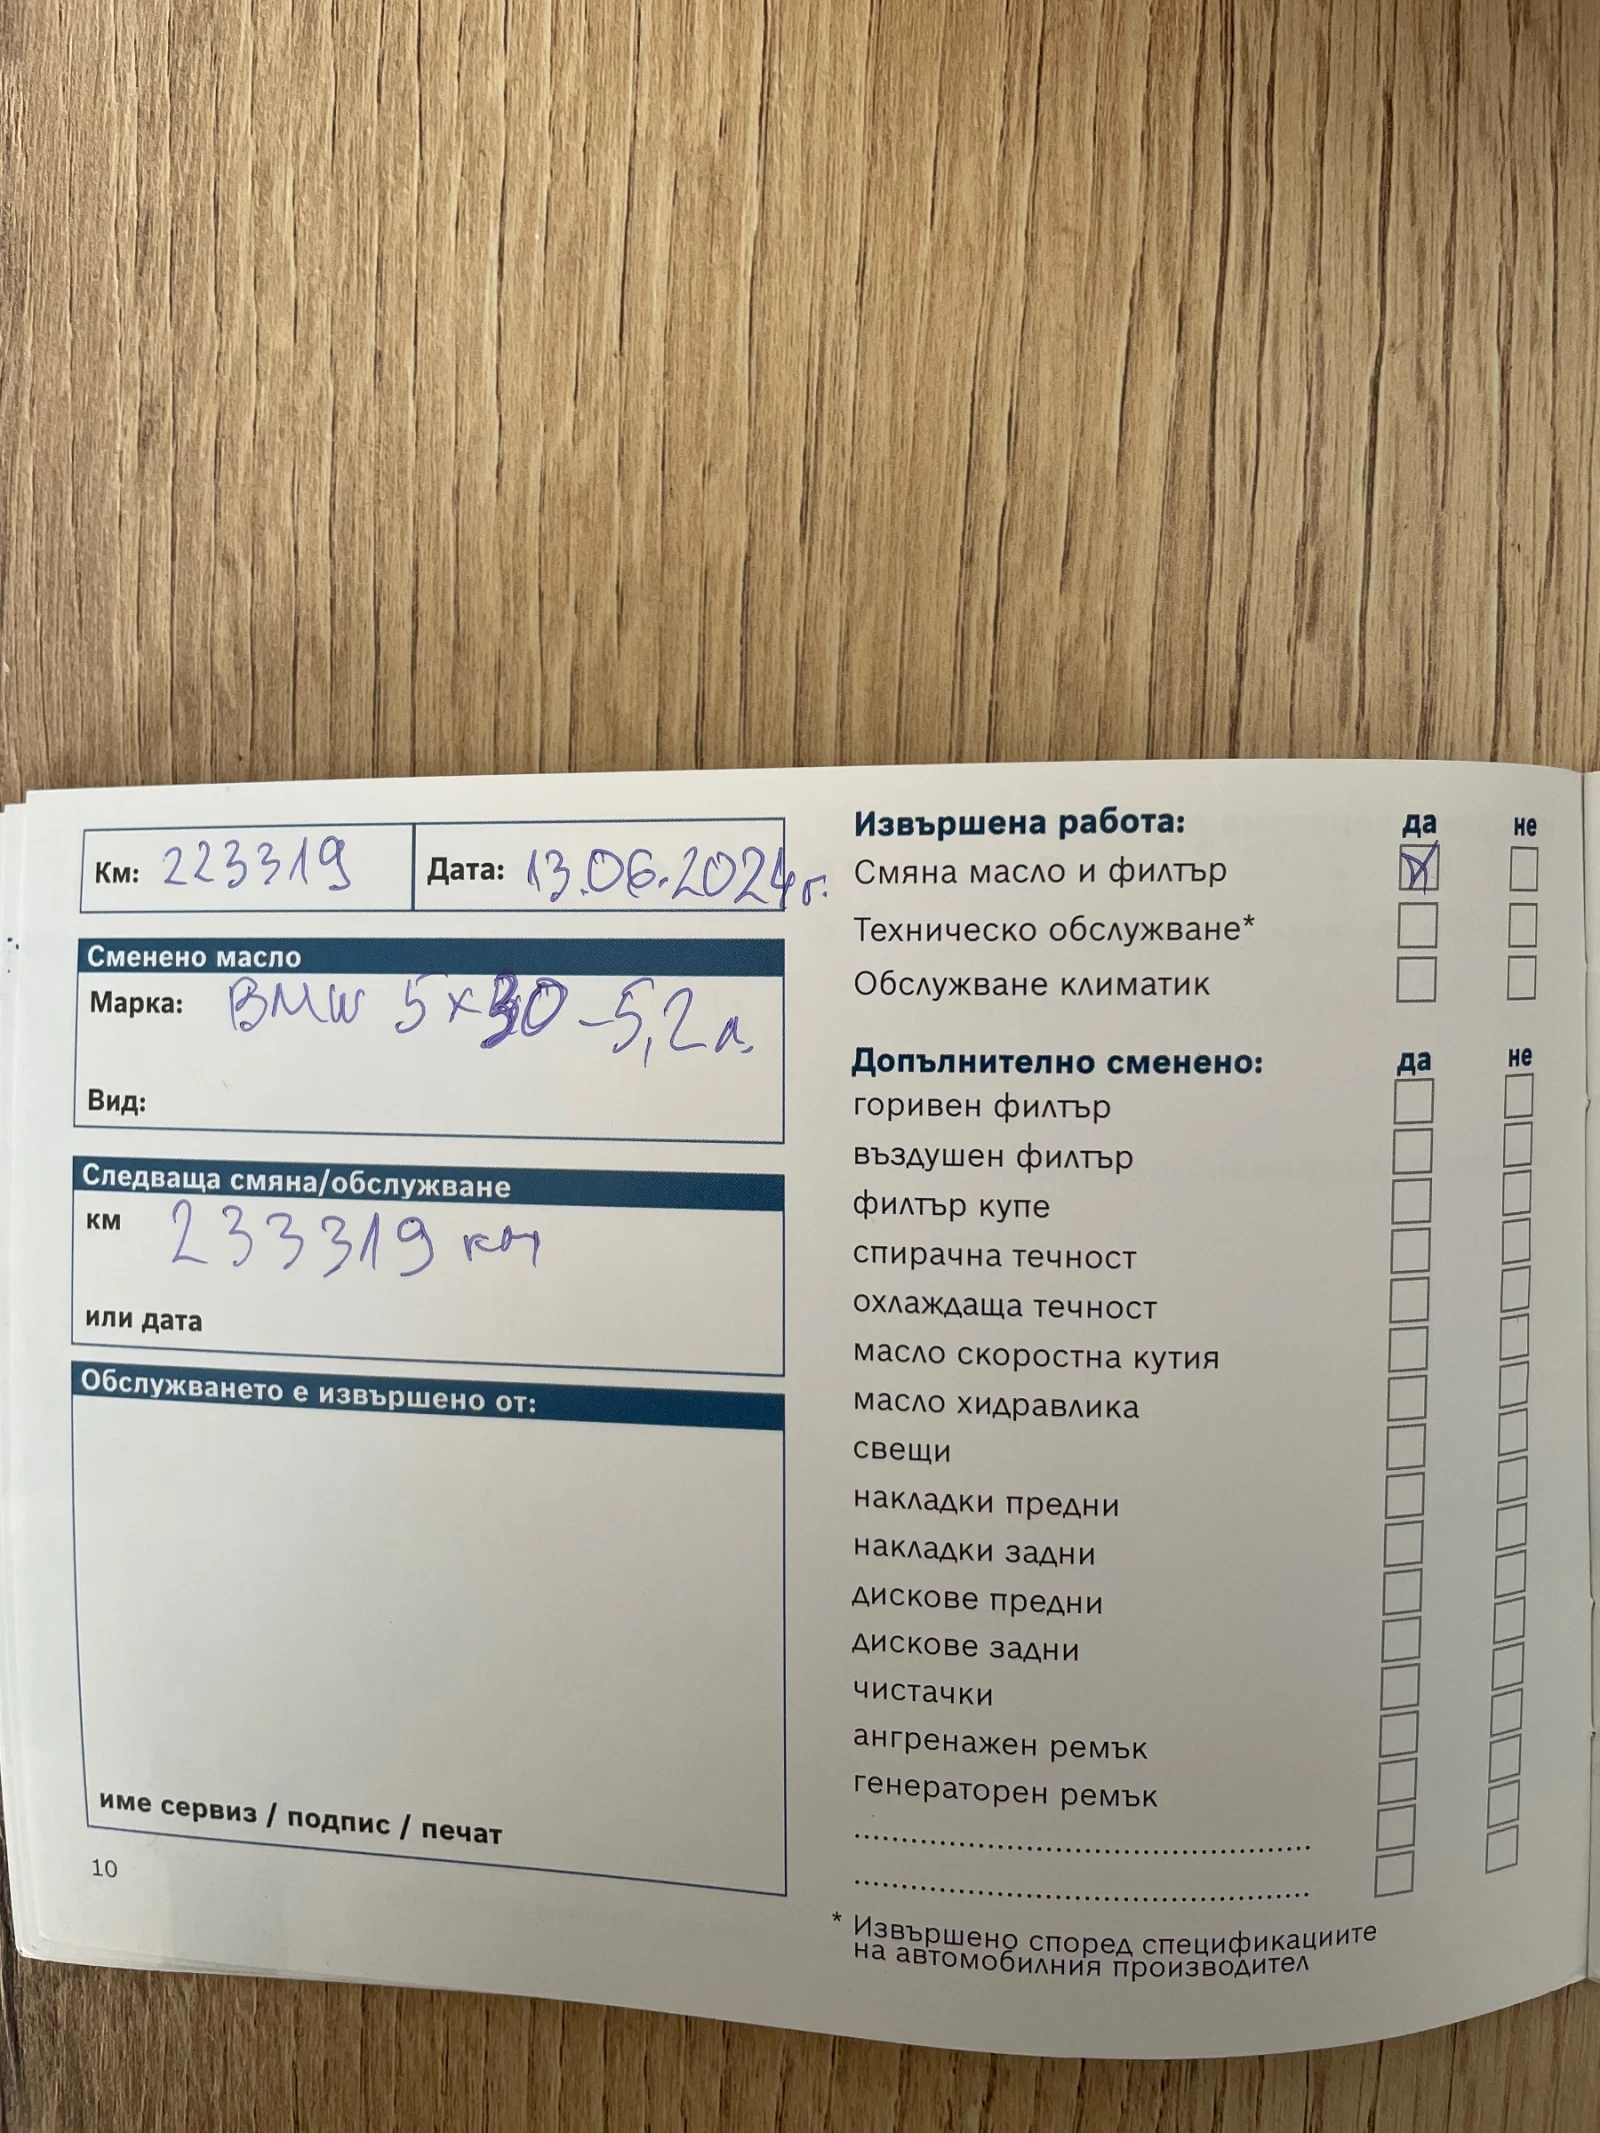 Км: 223319
Дата: 13.06.2024г.
Сменено масло
Марка: BMW 5x30 -5,2л.
Вид:
Следваща смяна/обслужване
км 233319 км
или дата
Обслужването е извършено от:
име сервиз / подпис / печат
10
Извършена работа: да не
Смяна масло и филтър
Техническо обслужване*
Обслужване климатик
Допълнително сменено: да не
горивен филтър
въздушен филтър
филтър купе
спирачна течност
охлаждаща течност
масло скоростна кутия
масло хидравлика
свещи
накладки предни
накладки задни
дискове предни
дискове задни
чистачки
ангренажен ремък
генераторен ремък
* Извършено според спецификациите
на автомобилния производител